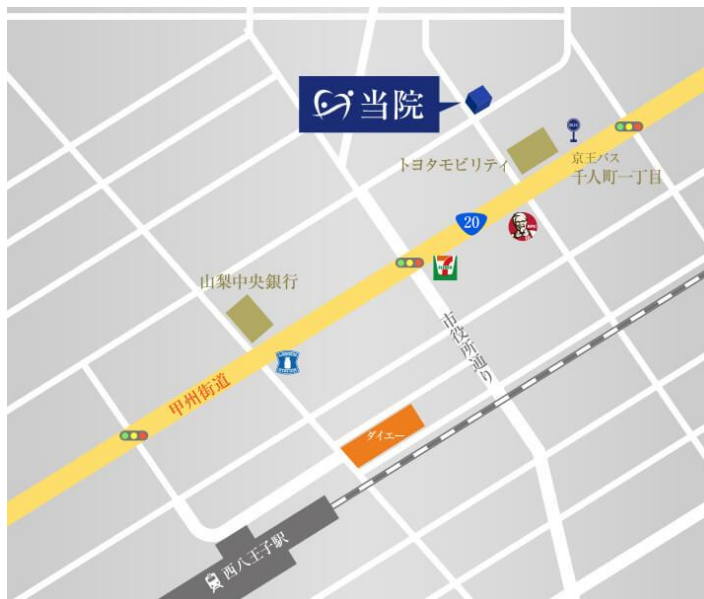 当院
トヨタモビリティ
京王バス
千人町一丁目
20
KFC
7
山梨中央銀行
市役所通り
甲州街道
ダイエー
西八王子駅